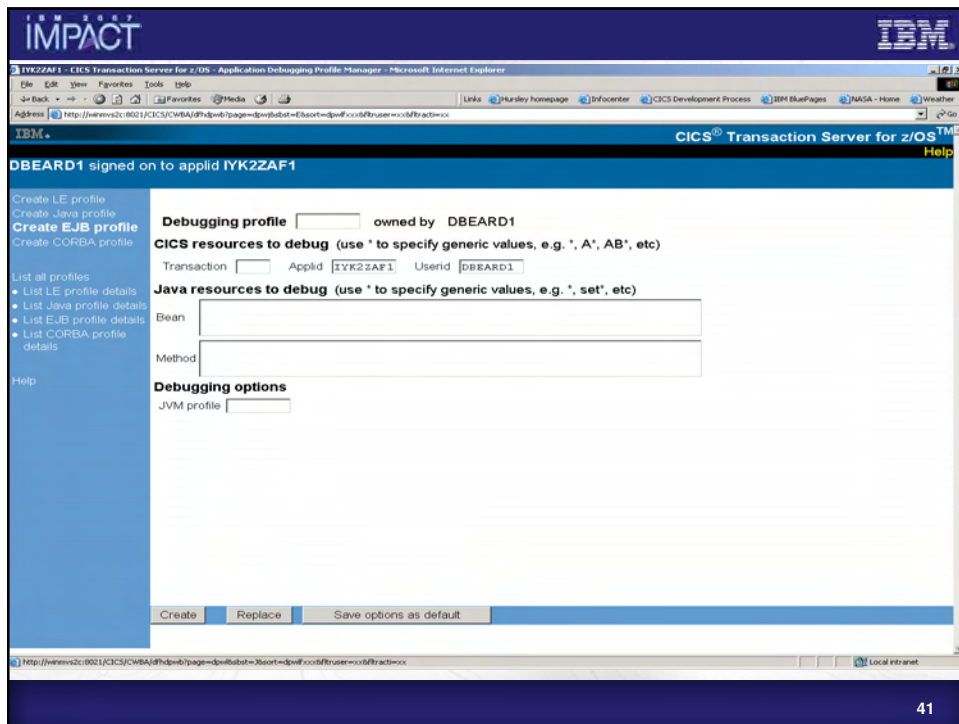 IBM 2007
IMPACT
IBM.
IYK2ZAF1 - CICS Transaction Server for z/OS - Application Debugging Profile Manager - Microsoft Internet Explorer
File Edit View Favorites Tools Help
Back Favorites Media Links Hursley homepage Infocenter CICS Development Process IBM BluePages NASA - Home Weather
Address Go
IBM.
CICS® Transaction Server for z/OS™
Help
DBEARD1 signed on to applid IYK2ZAF1
Create LE profile
Create Java profile
Create EJB profile
Create CORBA profile
List all profiles
• List LE profile details
• List Java profile details
• List EJB profile details
• List CORBA profile
details
Help
Debugging profile owned by DBEARD1
CICS resources to debug (use * to specify generic values, e.g. *, A*, AB*, etc)
Transaction Applid IYK2ZAF1 Userid DBEARD1
Java resources to debug (use * to specify generic values, e.g. *, set*, etc)
Bean
Method
Debugging options
JVM profile
Create Replace Save options as default
Local intranet
41